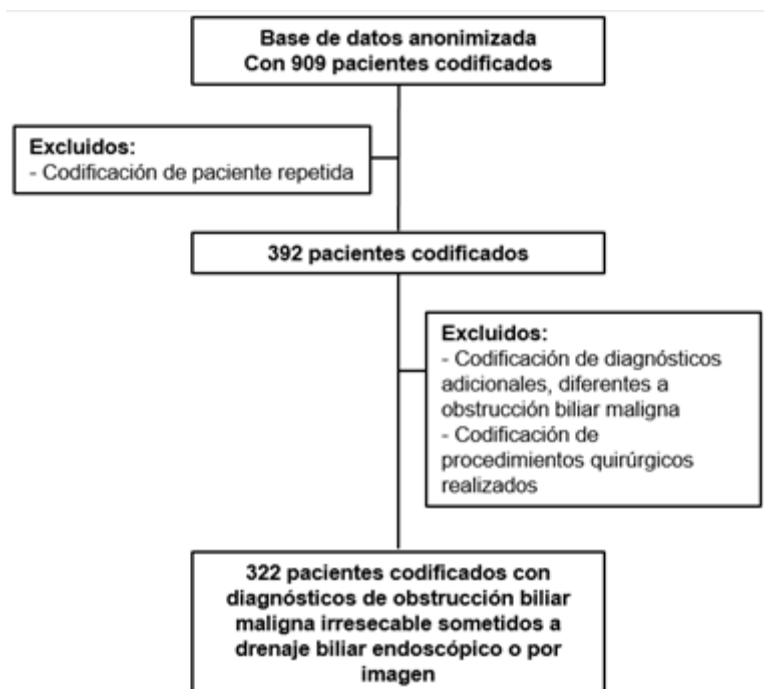 Base de datos anonimizada
Con 909 pacientes codificados
Excluidos:
- Codificación de paciente repetida
392 pacientes codificados
Excluidos:
- Codificación de diagnósticos
adicionales, diferentes a
obstrucción biliar maligna
- Codificación de
procedimientos quirúrgicos
realizados
322 pacientes codificados con
diagnósticos de obstrucción biliar
maligna irresecable sometidos a
drenaje biliar endoscópico o por
imagen